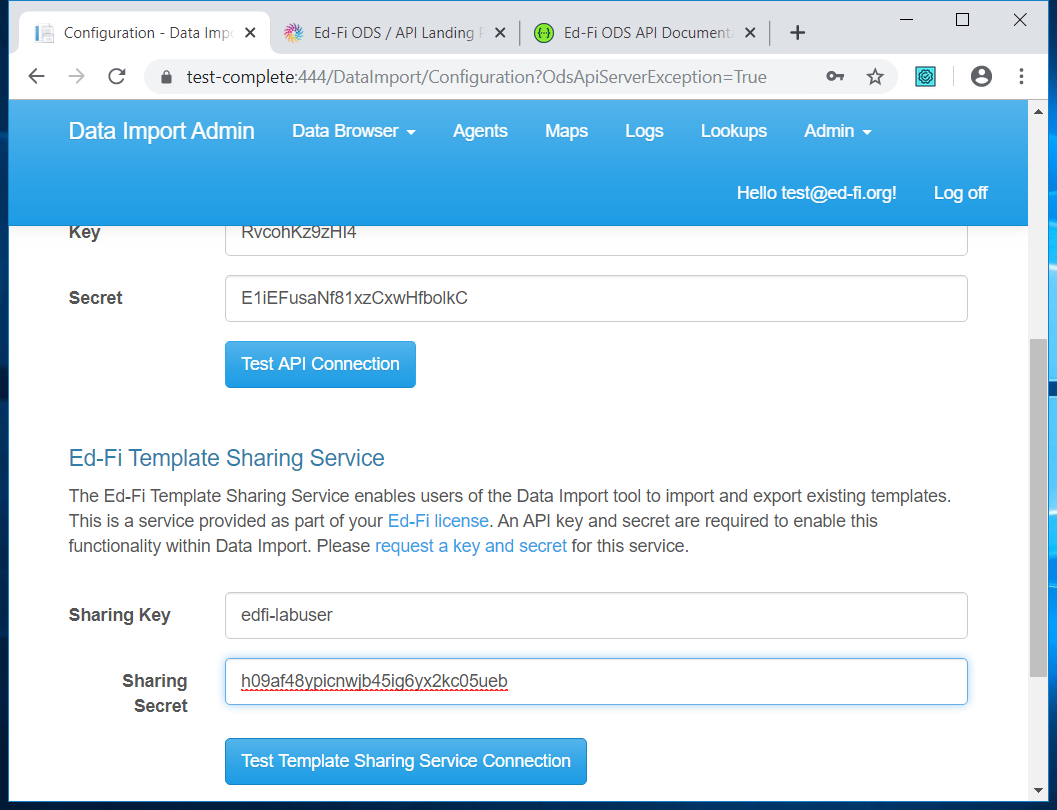 Configuration - Data Imp
Ed-Fi ODS / API Landing
Ed-Fi ODS API Documenta
test-complete:444/DataImport/Configuration?OdsApiServerException=True
Data Import Admin
Data Browser
Agents
Maps
Logs
Lookups
Admin
Hello test@ed-fi.org!
Log off
Key
RvcohKz9zHI4
Secret
E1iEFusaNf81xzCxwHfbolkC
Test API Connection
Ed-Fi Template Sharing Service
The Ed-Fi Template Sharing Service enables users of the Data Import tool to import and export existing templates.
This is a service provided as part of your Ed-Fi license. An API key and secret are required to enable this
functionality within Data Import. Please request a key and secret for this service.
Sharing Key
edfi-labuser
Sharing
Secret
h09af48ypicnwjb45ig6yx2kc05ueb
Test Template Sharing Service Connection